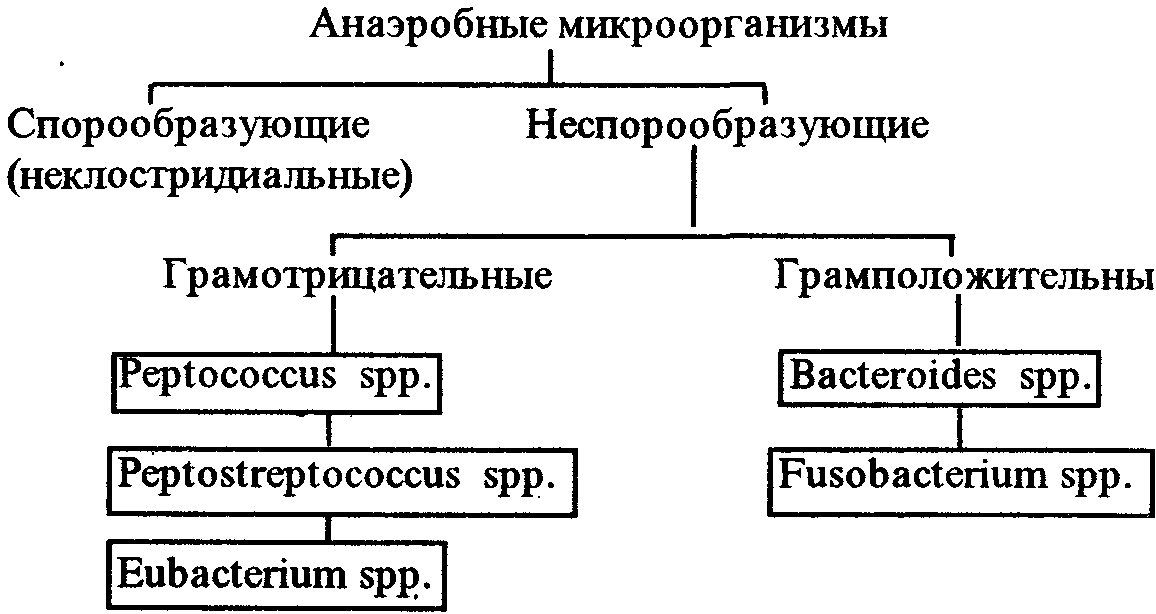 Анаэробные микроорганизмы
Спорообразующие
(неклостридиальные)
Неспорообразующие
Грамотрицательные
Грамположительны
Peptococcus spp.
Bacteroides spp.
Peptostreptococcus spp.
Fusobacterium spp.
Eubacterium spp.